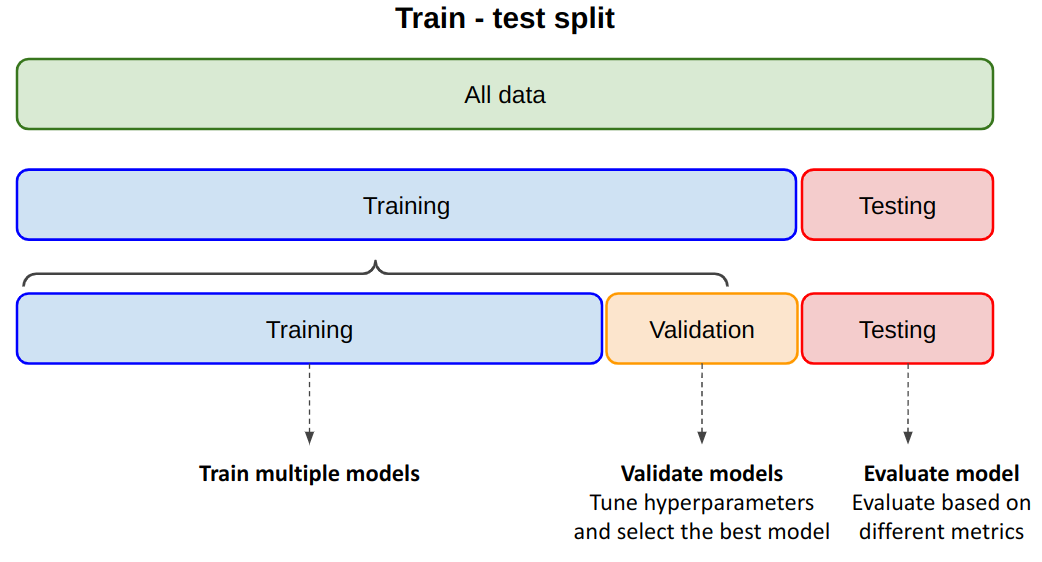 Train - test split
All data
Training
Testing
Training
Validation
Testing
Train multiple models
Validate models
Tune hyperparameters
and select the best model
Evaluate model
Evaluate based on
different metrics